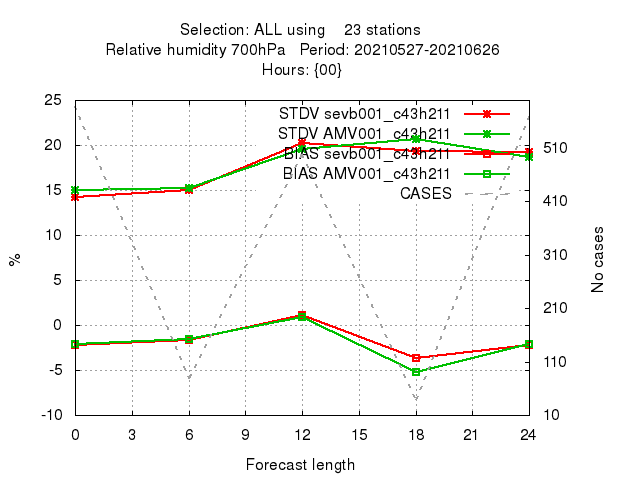 Selection: ALL using 23 stations
Relative humidity 700hPa Period: 20210527-20210626
Hours: {00}
STDV sevb001_c43h211
STDV AMV001_c43h211
BIAS sevb001_c43h211
BIAS AMV001_c43h211
CASES
25
20
15
10
5
0
-5
-10
%
510
410
310
210
110
10
No cases
0 3 6 9 12 15 18 21 24
Forecast length